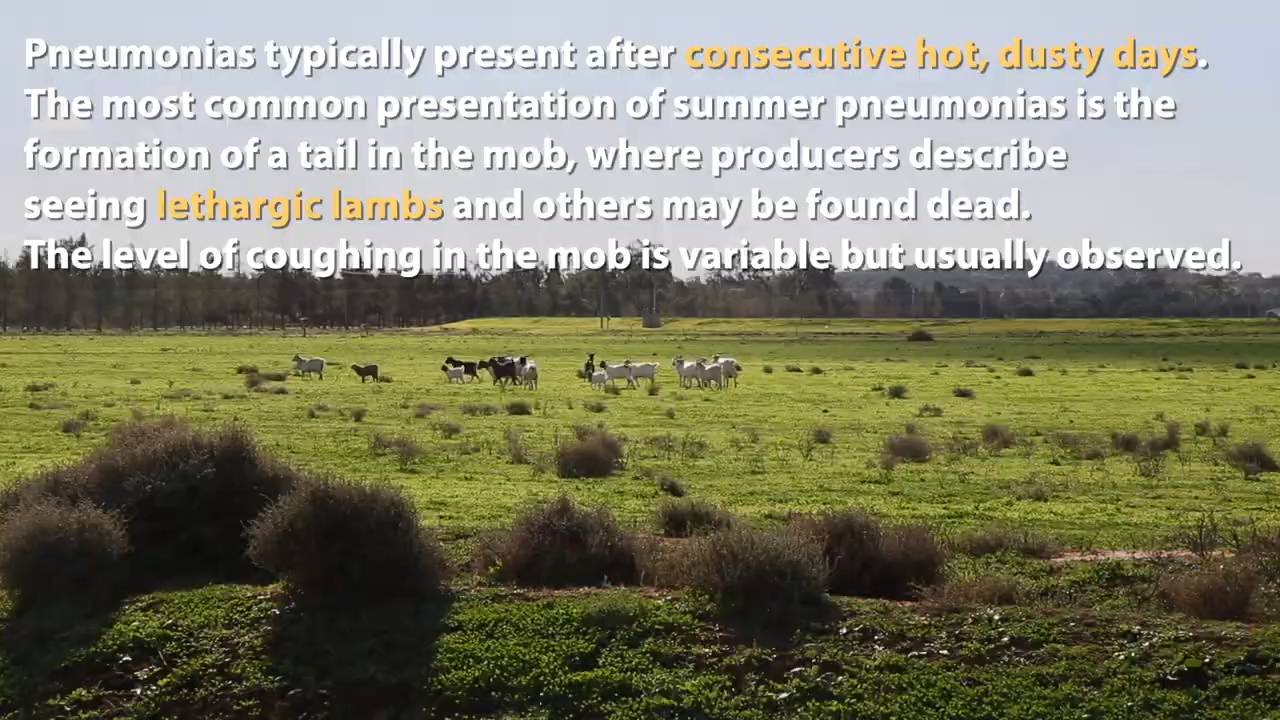 Pneumonias typically present after consecutive hot, dusty days.
The most common presentation of summer pneumonias is the
formation of a tail in the mob, where producers describe
seeing lethargic lambs and others may be found dead.
The level of coughing in the mob is variable but usually observed.